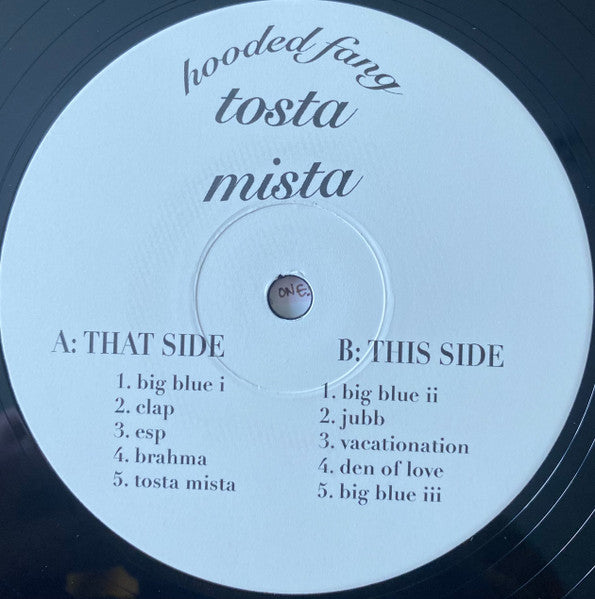 hooded fang
tosta
mista
ONE.
A: THAT SIDE
1. big blue i
2. clap
3. esp
4. brahma
5. tosta mista
B: THIS SIDE
1. big blue ii
2. jubb
3. vacationation
4. den of love
5. big blue iii